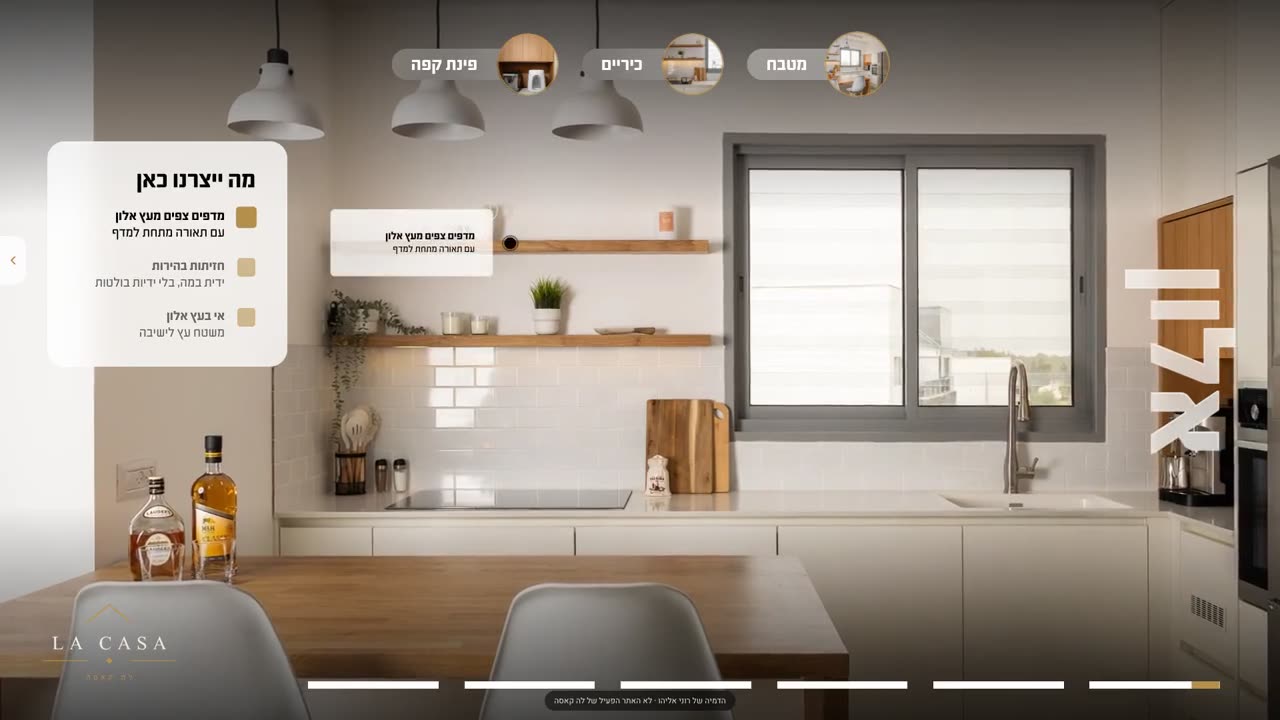 מטבח
כיריים
פינת קפה
מה ייצרנו כאן
מדפים צפים מעץ אלון
עם תאורה מתחת למדף
חזיתות בהירות
ידית במה, בלי ידיות בולטות
אי בעץ אלון
משטח עץ לישיבה
מדפים צפים מעץ אלון
עם תאורה מתחת למדף
LA CASA
לה קאסה
הדמיה של רוני אליהו · לא האתר הפעיל של לה קאסה